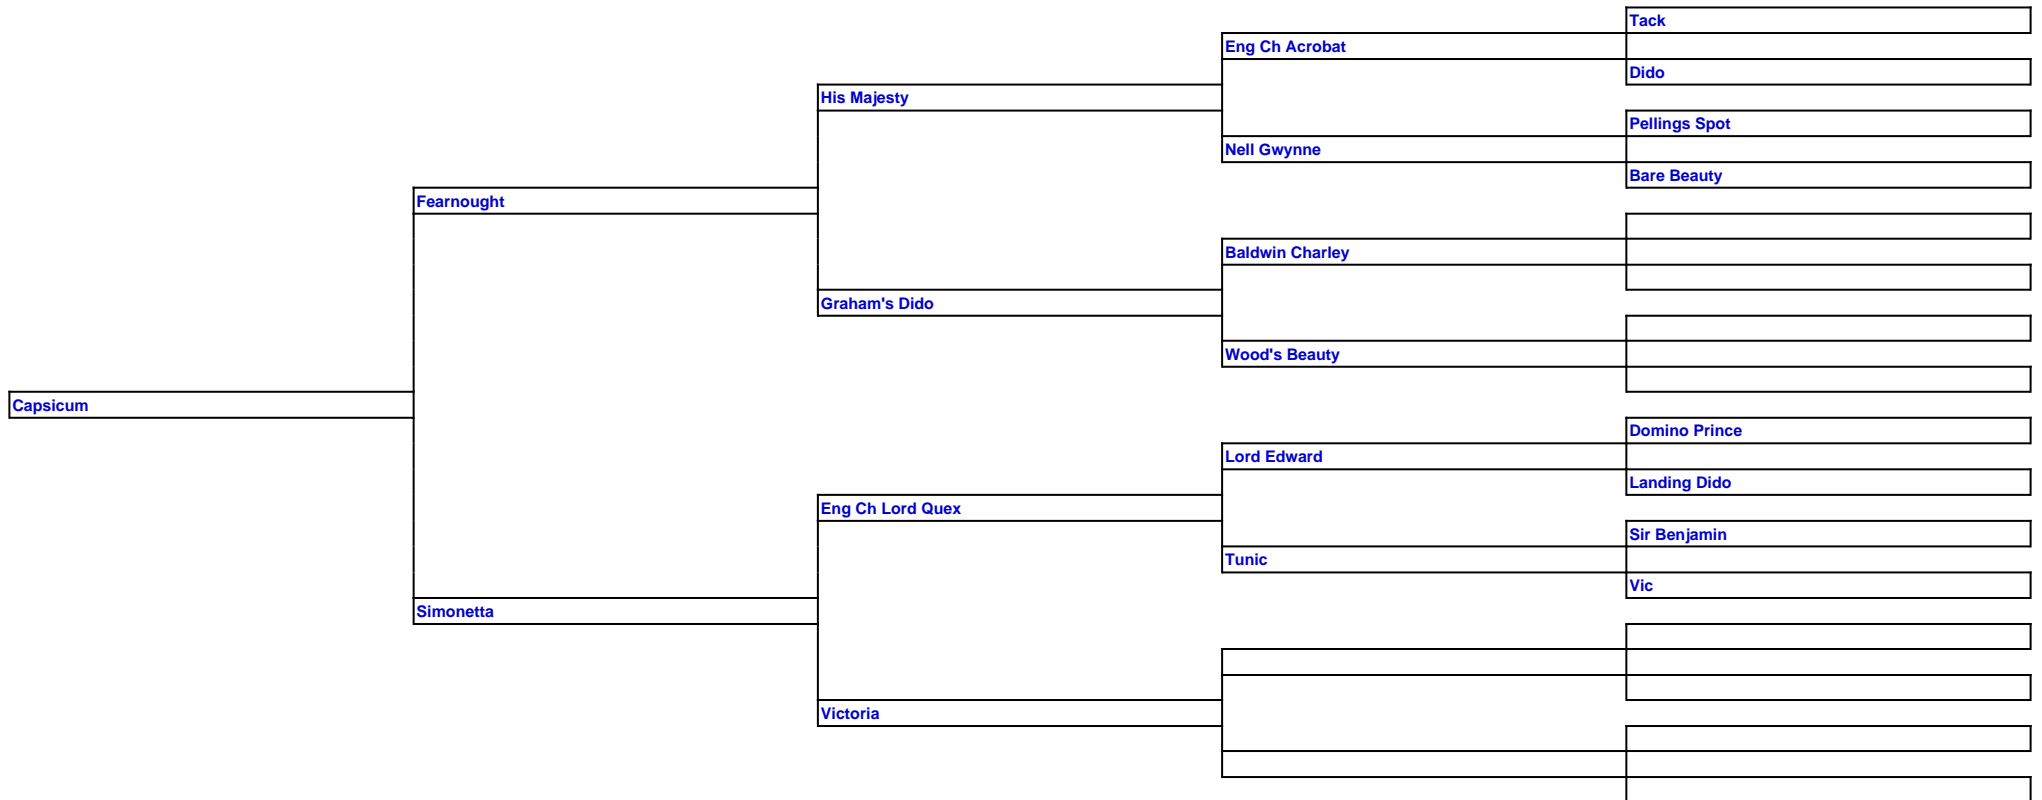 Tack
Eng Ch Acrobat
Dido
His Majesty
Pellings Spot
Nell Gwynne
Bare Beauty
Fearnought
Baldwin Charley
Graham's Dido
Wood's Beauty
Capsicum
Domino Prince
Lord Edward
Landing Dido
Eng Ch Lord Quex
Sir Benjamin
Tunic
Vic
Simonetta
Victoria